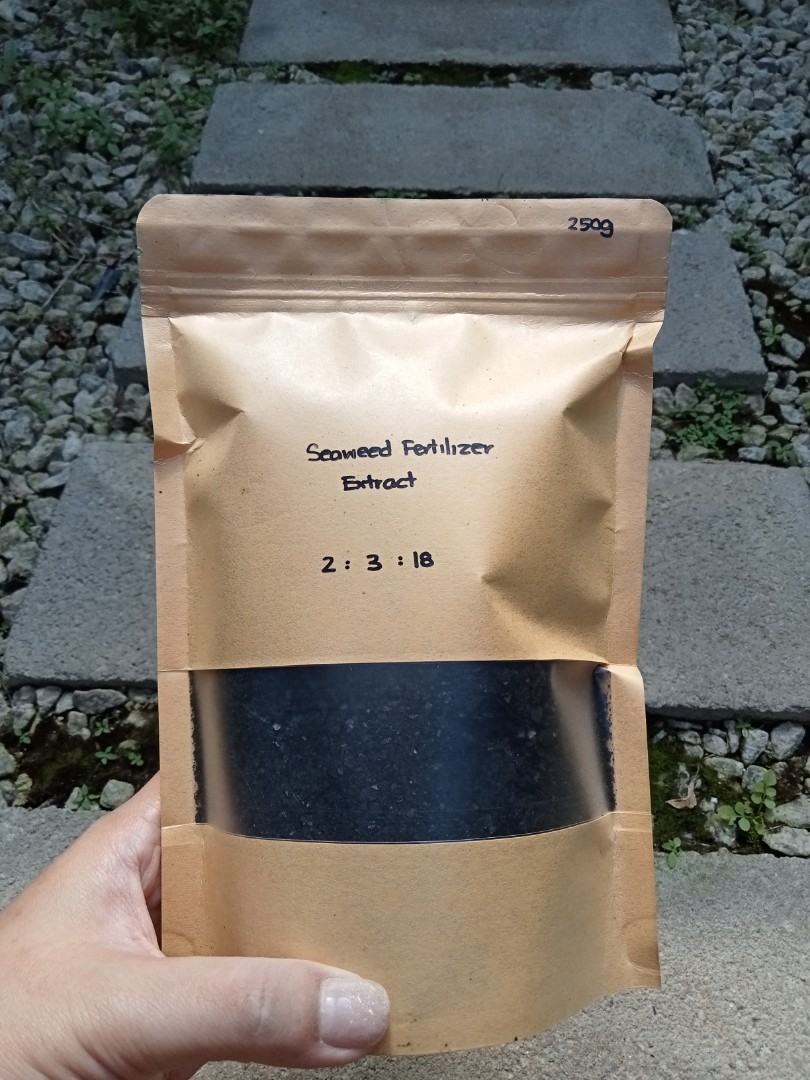 250g
Seaweed Fertilizer
Extract
2 : 3 : 18